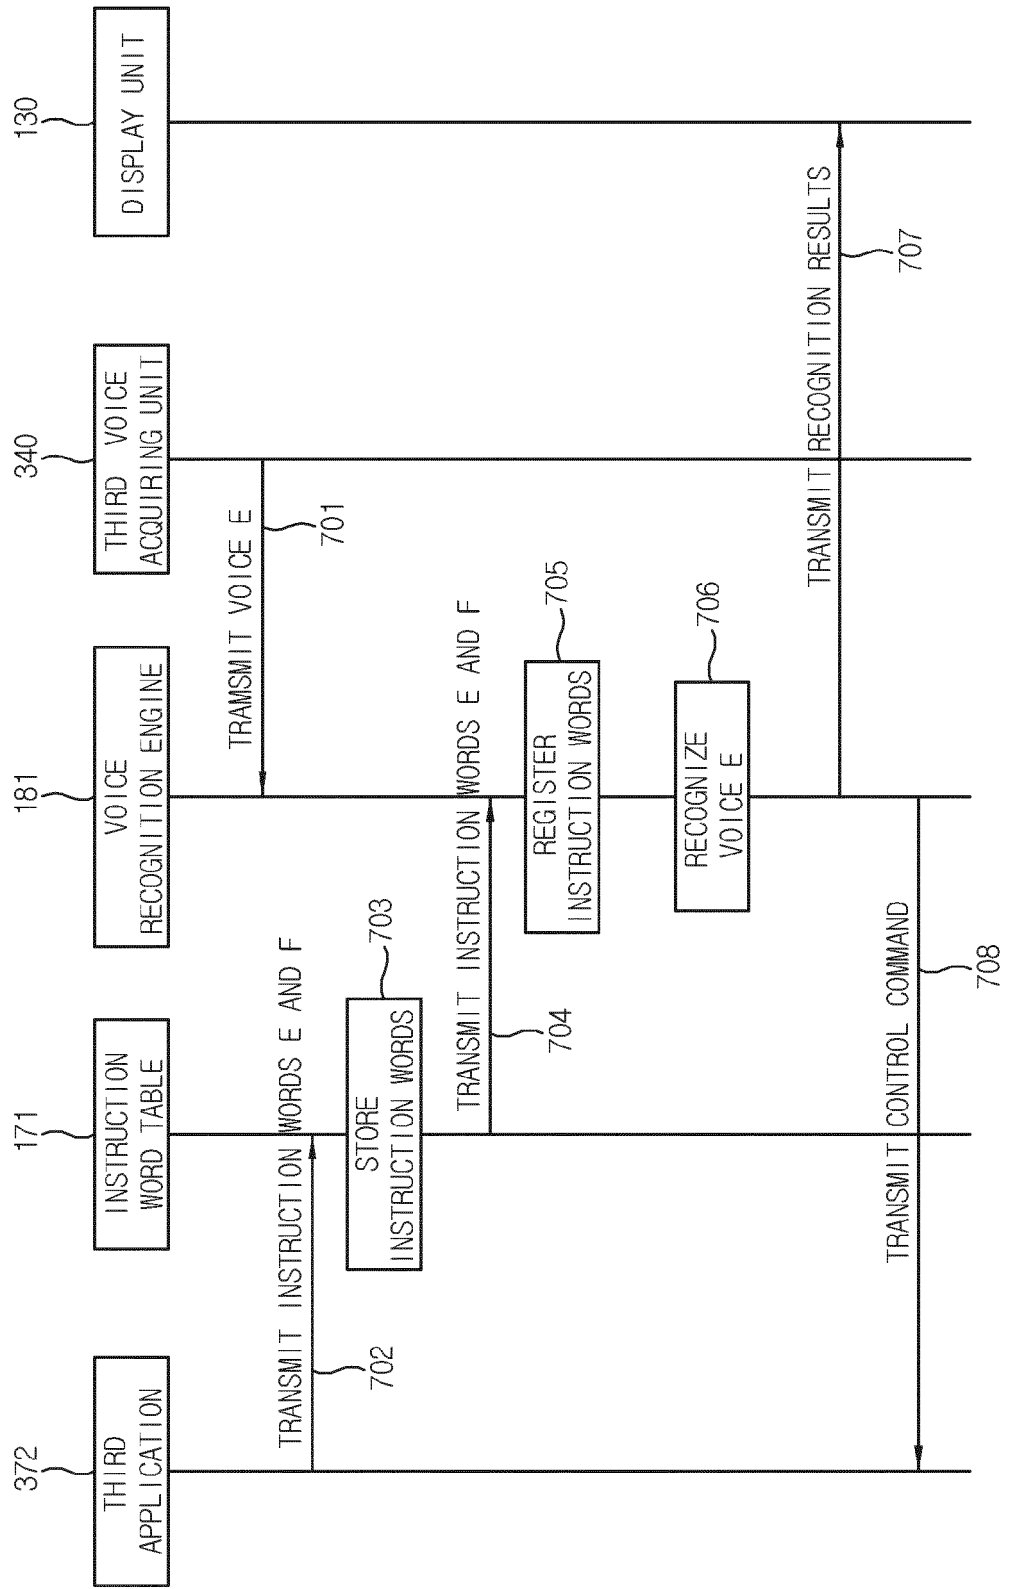 372
171
181
340
130
THIRD
APPLICATION
INSTRUCTION
WORD TABLE
VOICE
RECOGNITION ENGINE
THIRD VOICE
ACQUIRING UNIT
DISPLAY UNIT
TRAMSMIT VOICE E
701
TRANSMIT INSTRUCTION WORDS E AND F
702
STORE
INSTRUCTION WORDS
703
TRANSMIT INSTRUCTION WORDS E AND F
704
REGISTER
INSTRUCTION WORDS
705
RECOGNIZE
VOICE E
706
TRANSMIT RECOGNITION RESULTS
707
TRANSMIT CONTROL COMMAND
708